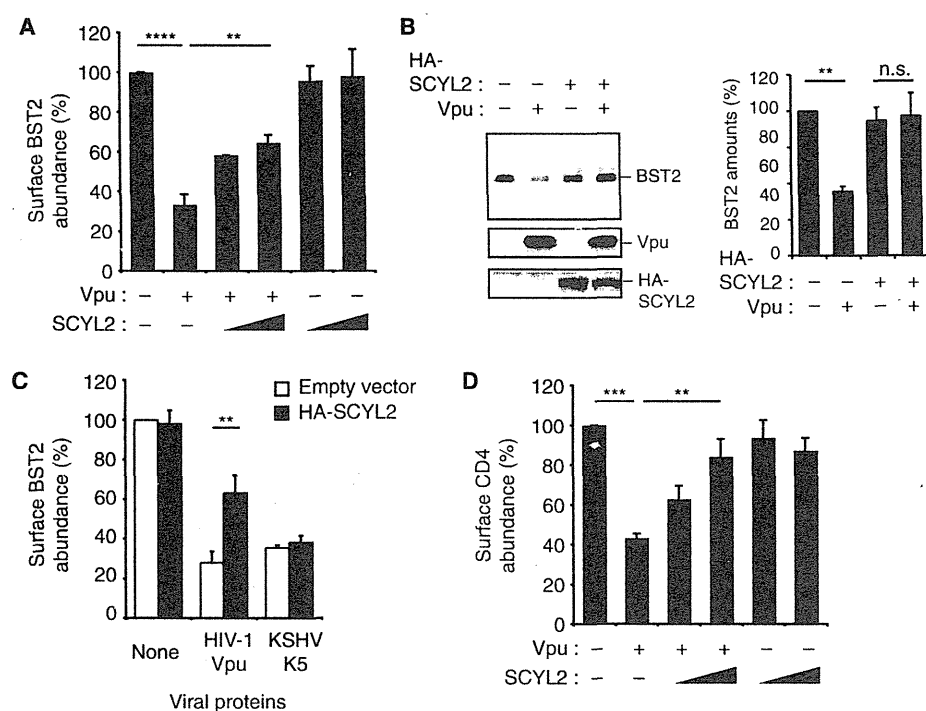 A
Surface BST2
abundance (%)
120
100
80
60
40
20
0
****
**
Vpu : – + + + – –
SCYL2 : – –
B
HA-
SCYL2 : – – + +
Vpu : – + – +
BST2
Vpu
HA-
SCYL2
BST2 amounts (%)
120
100
80
60
40
20
0
**
n.s.
HA-
SCYL2 : – – + +
Vpu : – + – +
C
Surface BST2
abundance (%)
120
100
80
60
40
20
0
Empty vector
HA-SCYL2
**
None
HIV-1
Vpu
KSHV
K5
Viral proteins
D
Surface CD4
abundance (%)
120
100
80
60
40
20
0
***
**
Vpu : – + + + – –
SCYL2 : – –